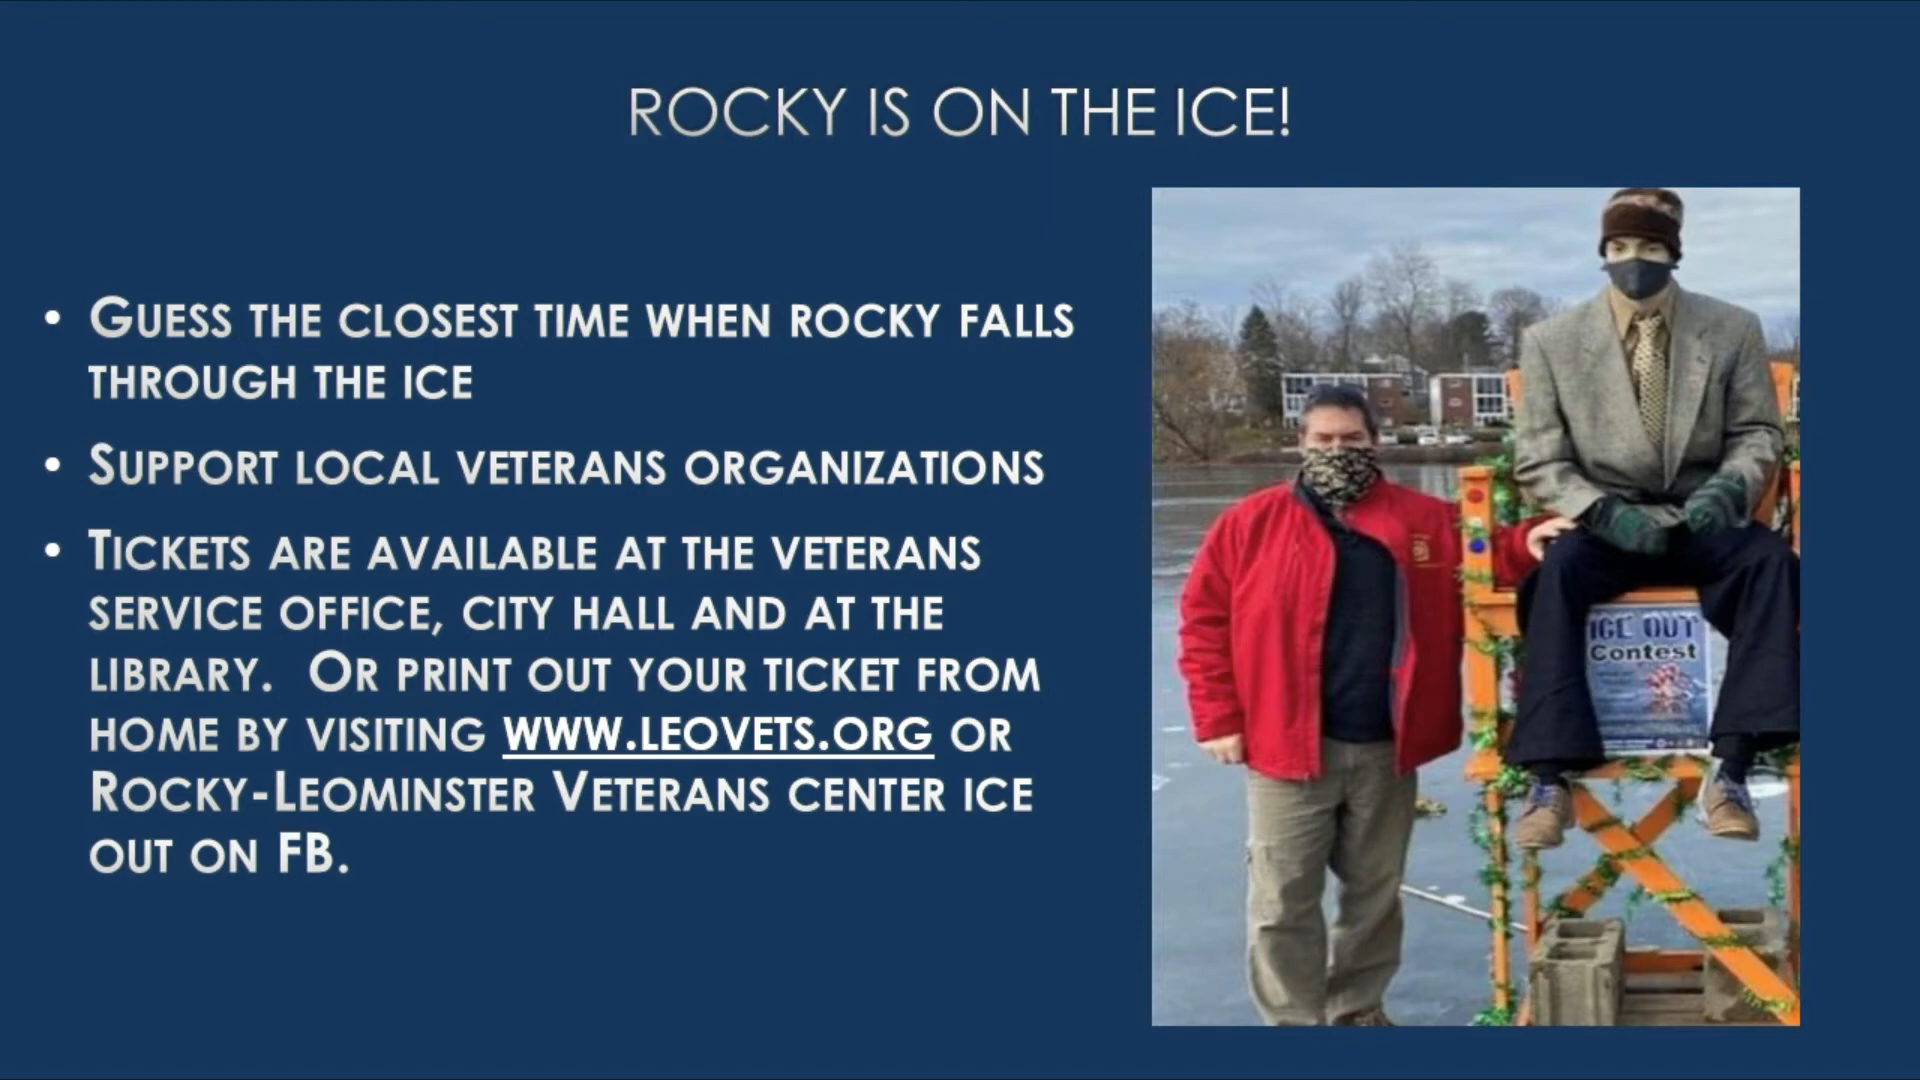 ROCKY IS ON THE ICE!
• GUESS THE CLOSEST TIME WHEN ROCKY FALLS
THROUGH THE ICE
• SUPPORT LOCAL VETERANS ORGANIZATIONS
• TICKETS ARE AVAILABLE AT THE VETERANS
SERVICE OFFICE, CITY HALL AND AT THE
LIBRARY. OR PRINT OUT YOUR TICKET FROM
HOME BY VISITING WWW.LEOVETS.ORG OR
ROCKY-LEOMINSTER VETERANS CENTER ICE
OUT ON FB.
ICE OUT
Contest